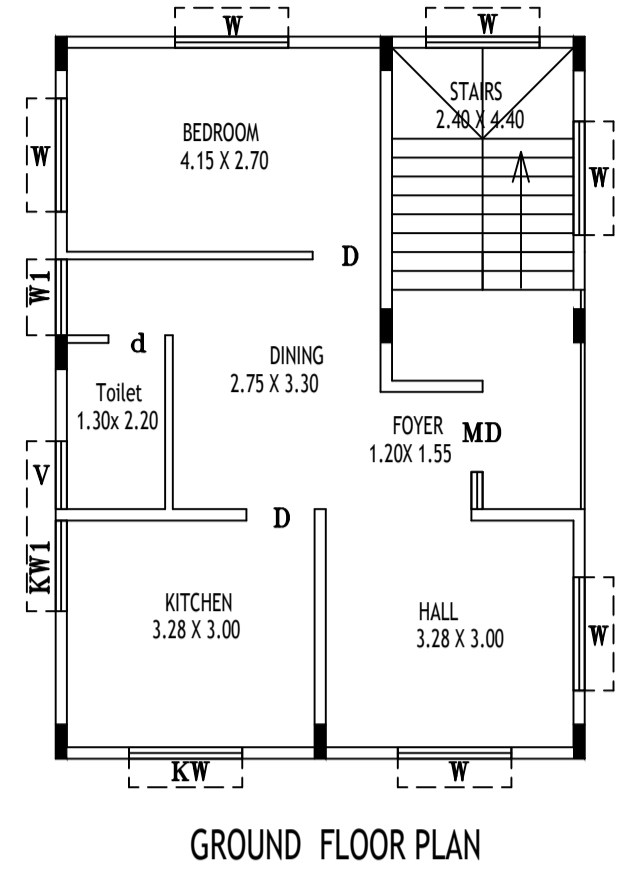 W
W
STAIRS
2.40 X 4.40
BEDROOM
4.15 X 2.70
W
W
D
W1
d
DINING
2.75 X 3.30
Toilet
1.30x 2.20
FOYER
1.20X 1.55
MD
V
D
KW1
KITCHEN
3.28 X 3.00
HALL
3.28 X 3.00
W
KW
W
GROUND FLOOR PLAN